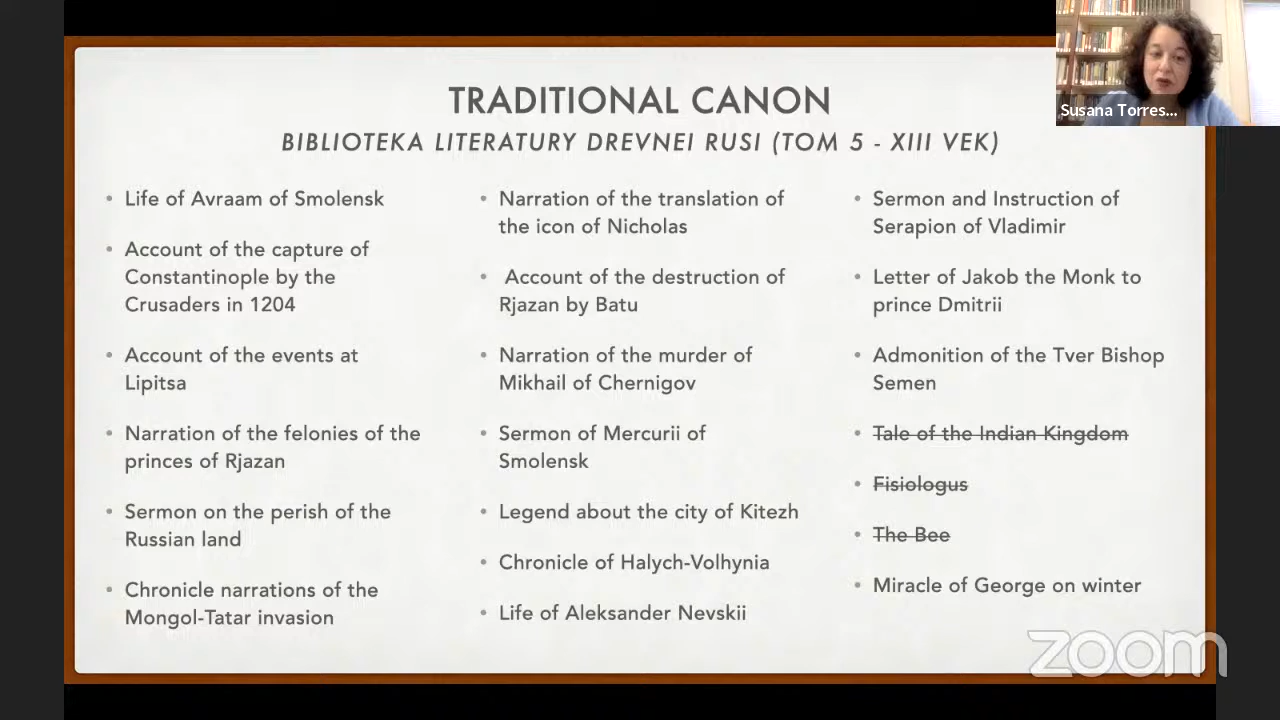 TRADITIONAL CANON
BIBLIOTEKA LITERATURY DREVNEI RUSI (TOM 5 - XIII VEK)
• Life of Avraam of Smolensk
• Account of the capture of
Constantinople by the
Crusaders in 1204
• Account of the events at
Lipitsa
• Narration of the felonies of the
princes of Rjazan
• Sermon on the perish of the
Russian land
• Chronicle narrations of the
Mongol-Tatar invasion
• Narration of the translation of
the icon of Nicholas
• Account of the destruction of
Rjazan by Batu
• Narration of the murder of
Mikhail of Chernigov
• Sermon of Mercurii of
Smolensk
• Legend about the city of Kitezh
• Chronicle of Halych-Volhynia
• Life of Aleksander Nevskii
• Sermon and Instruction of
Serapion of Vladimir
• Letter of Jakob the Monk to
prince Dmitrii
• Admonition of the Tver Bishop
Semen
• Tale of the Indian Kingdom
• Fisiologus
• The Bee
• Miracle of George on winter
Susana Torres...
zoom